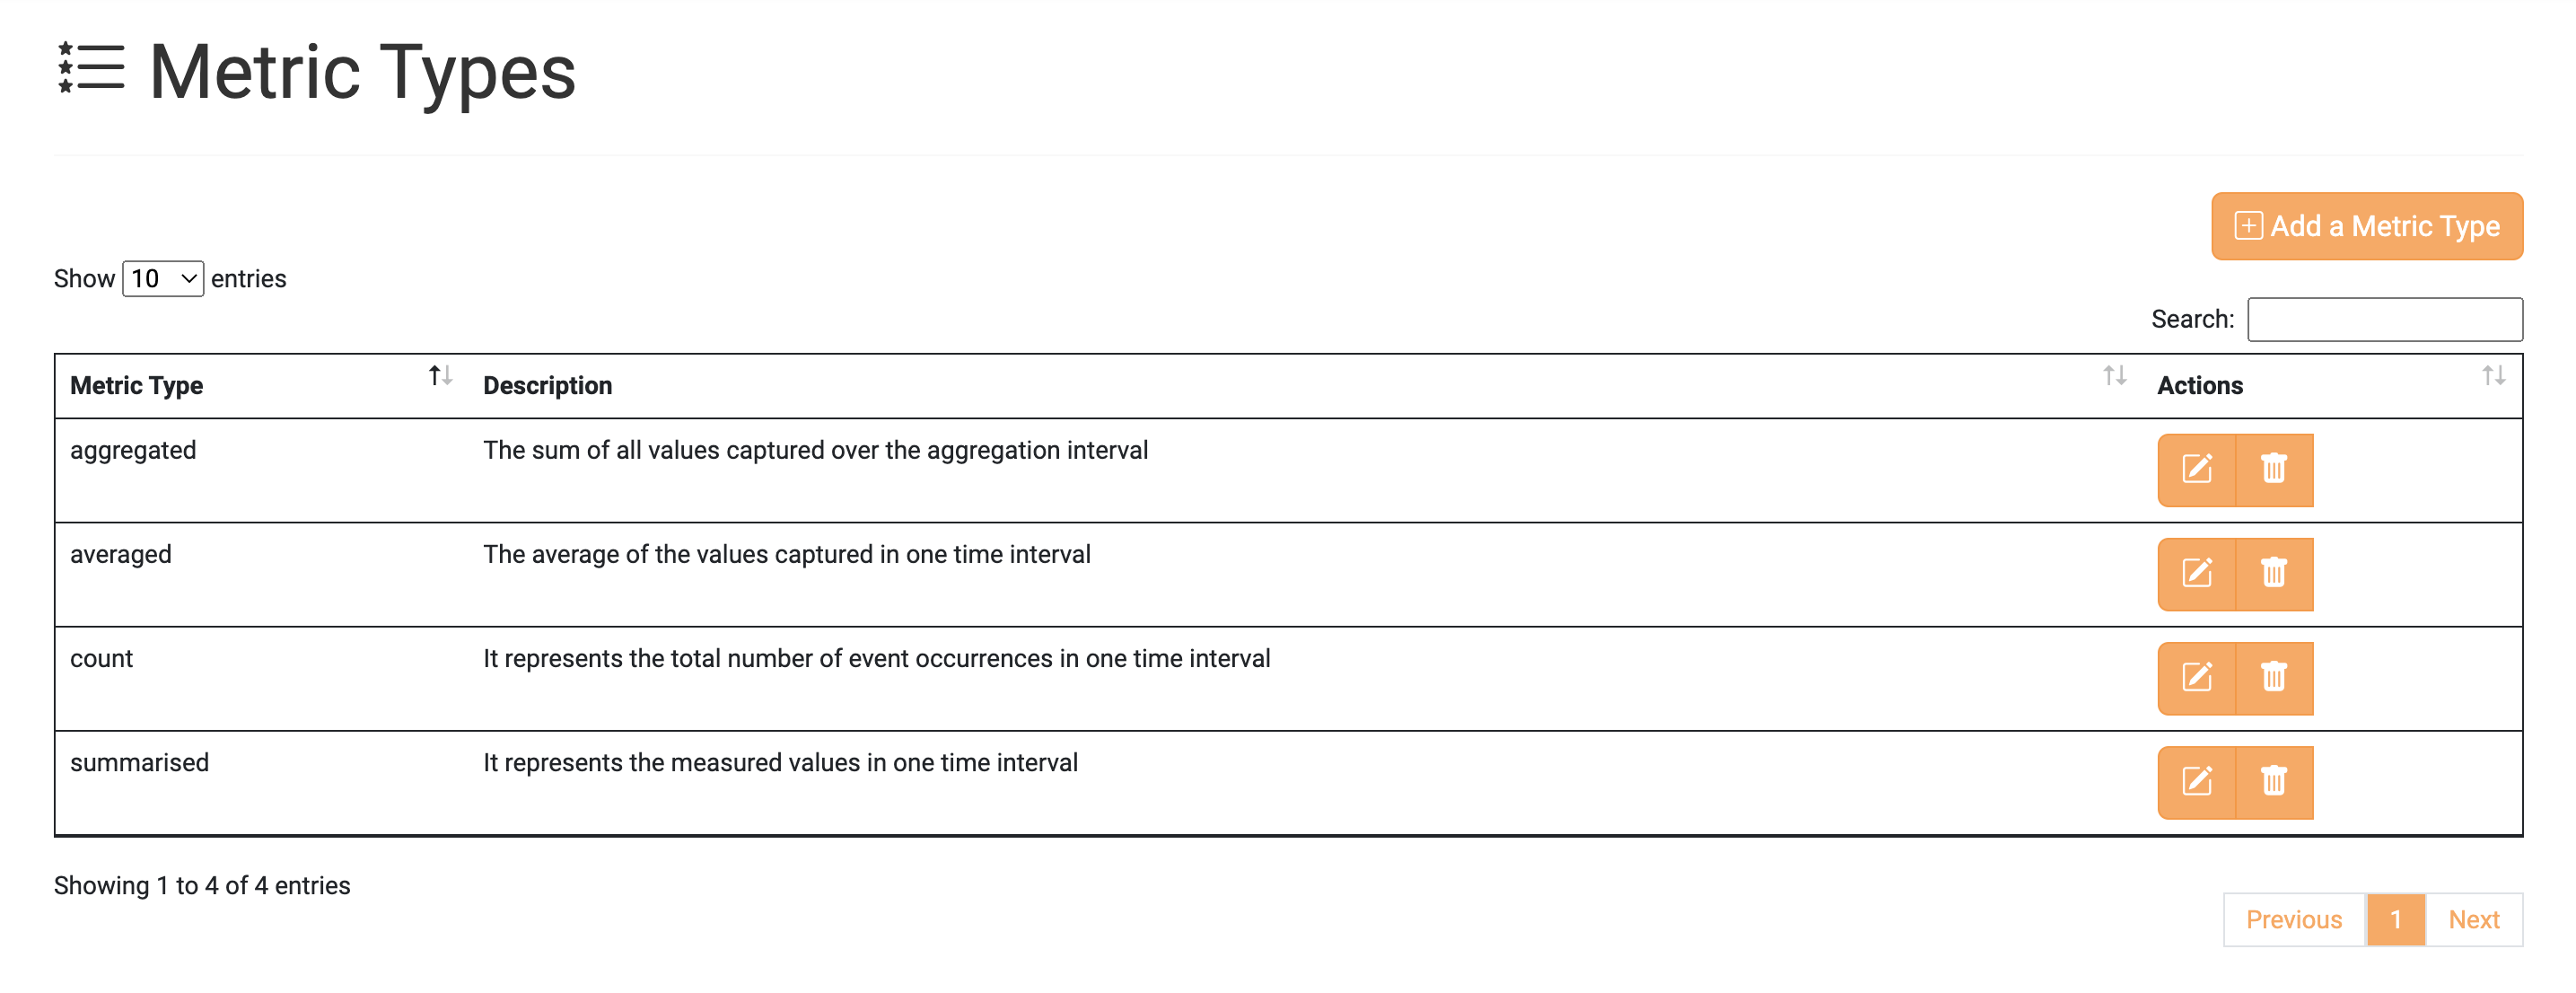 Metric Types
Add a Metric Type
Show 10 entries
Search:
Metric Type Description Actions
aggregated The sum of all values captured over the aggregation interval
averaged The average of the values captured in one time interval
count It represents the total number of event occurrences in one time interval
summarised It represents the measured values in one time interval
Showing 1 to 4 of 4 entries
Previous 1 Next